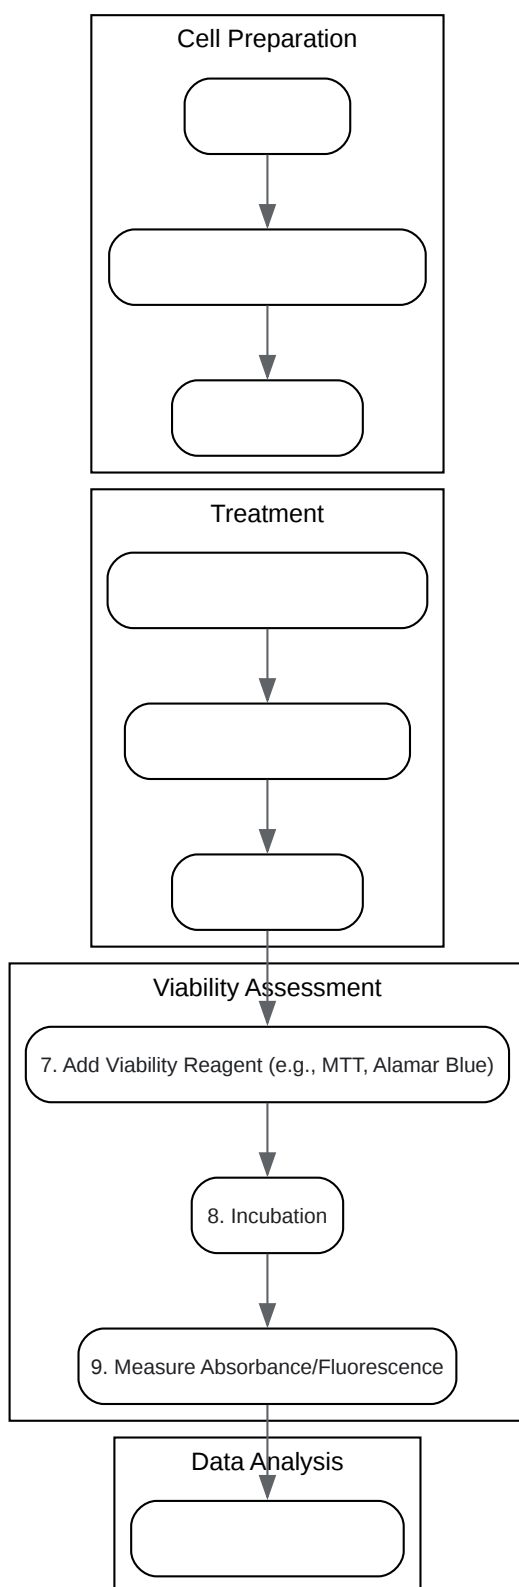 Cell Preparation
Treatment
Viability Assessment
7. Add Viability Reagent (e.g., MTT, Alamar Blue)
8. Incubation
9. Measure Absorbance/Fluorescence
Data Analysis